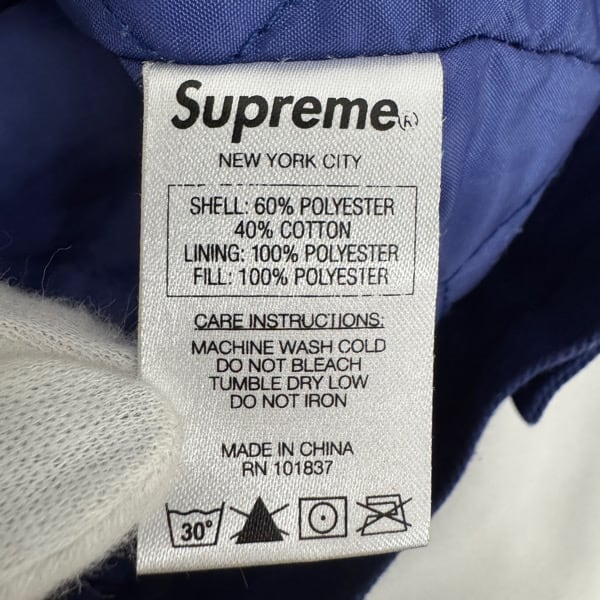 Supreme®
NEW YORK CITY
SHELL: 60% POLYESTER
40% COTTON
LINING: 100% POLYESTER
FILL: 100% POLYESTER
CARE INSTRUCTIONS:
MACHINE WASH COLD
DO NOT BLEACH
TUMBLE DRY LOW
DO NOT IRON
MADE IN CHINA
RN 101837
30°